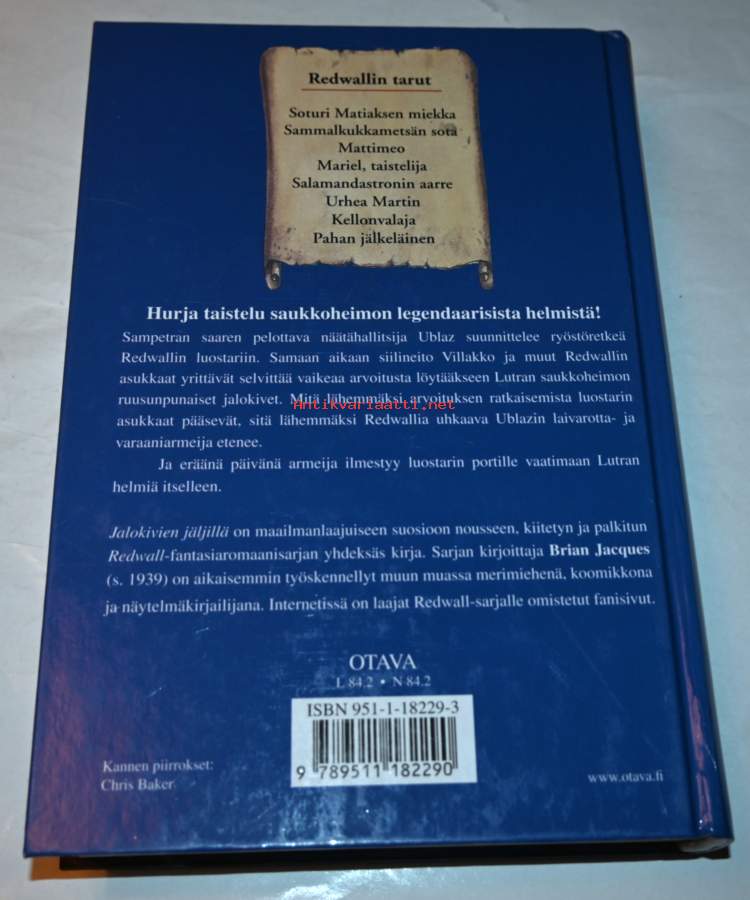 Redwallin tarut
Soturi Matiaksen miekka
Sammalkukkametsän sota
Mattimeo
Mariel, taistelija
Salamandastronin aarre
Urhea Martin
Kellonvalaja
Pahan jälkeläinen
Hurja taistelu saukkoheimon legendaarisista helmistä!
Sampetran saaren pelottava näätähallitsija Ublaz suunnittelee ryöstöretkeä
Redwallin luostariin. Samaan aikaan siilineito Villakko ja muut Redwallin
asukkaat yrittävät selvittää vaikeaa arvoitusta löytääkseen Lutran saukkoheimon
ruusunpunaiset jalokivet. Mitä lähemmäksi arvoituksen ratkaisemista luostarin
Antikvariaatti.net
asukkaat pääsevät, sitä lähemmäksi Redwallia uhkaava Ublazin laivarotta- ja
varaaniarmeija etenee.
Ja eräänä päivänä armeija ilmestyy luostarin portille vaatimaan Lutran
helmiä itselleen.
Jalokivien jäljillä on maailmanlaajuiseen suosioon nousseen, kiitetyn ja palkitun
Redwall-fantasiaromaanisarjan yhdeksäs kirja. Sarjan kirjoittaja Brian Jacques
(s. 1939) on aikaisemmin työskennellyt muun muassa merimiehenä, koomikkona
ja näytelmäkirjailijana. Internetissä on laajat Redwall-sarjalle omistetut fanisivut.
OTAVA
L 84.2 • N 84.2
ISBN 951-1-18229-3
9 789511 182290
Kannen piirrokset:
Chris Baker
www.otava.fi